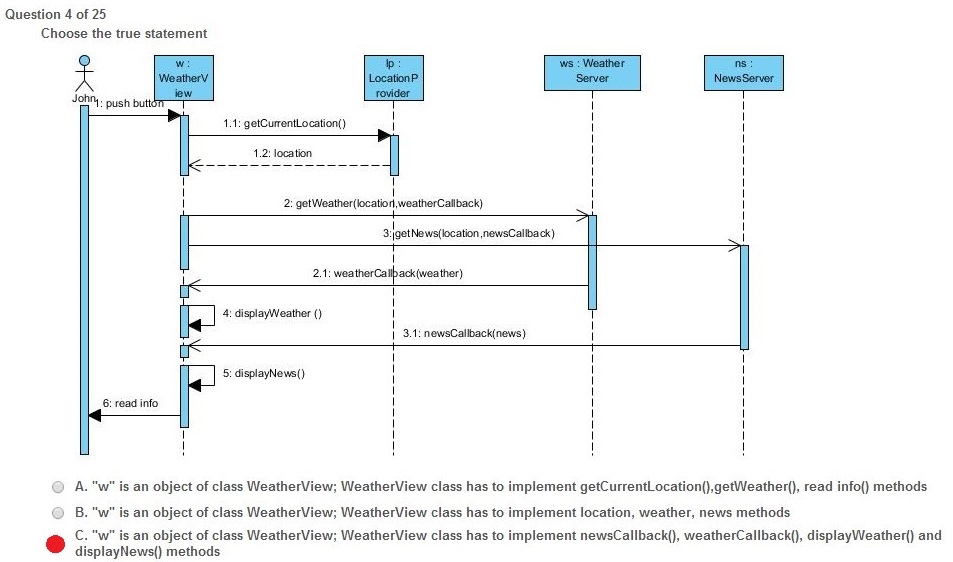 Question 4 of 25
Choose the true statement
John
w :
WeatherV
iew
lp :
LocationP
rovider
ws : Weather
Server
ns :
NewsServer
1: push button
1.1: getCurrentLocation()
1.2: location
2: getWeather(location,weatherCallback)
3: getNews(location,newsCallback)
2.1: weatherCallback(weather)
4: displayWeather ()
3.1: newsCallback(news)
5: displayNews()
6: read info
A. "w" is an object of class WeatherView; WeatherView class has to implement getCurrentLocation(),getWeather(), read info() methods
B. "w" is an object of class WeatherView; WeatherView class has to implement location, weather, news methods
C. "w" is an object of class WeatherView; WeatherView class has to implement newsCallback(), weatherCallback(), displayWeather() and
displayNews() methods